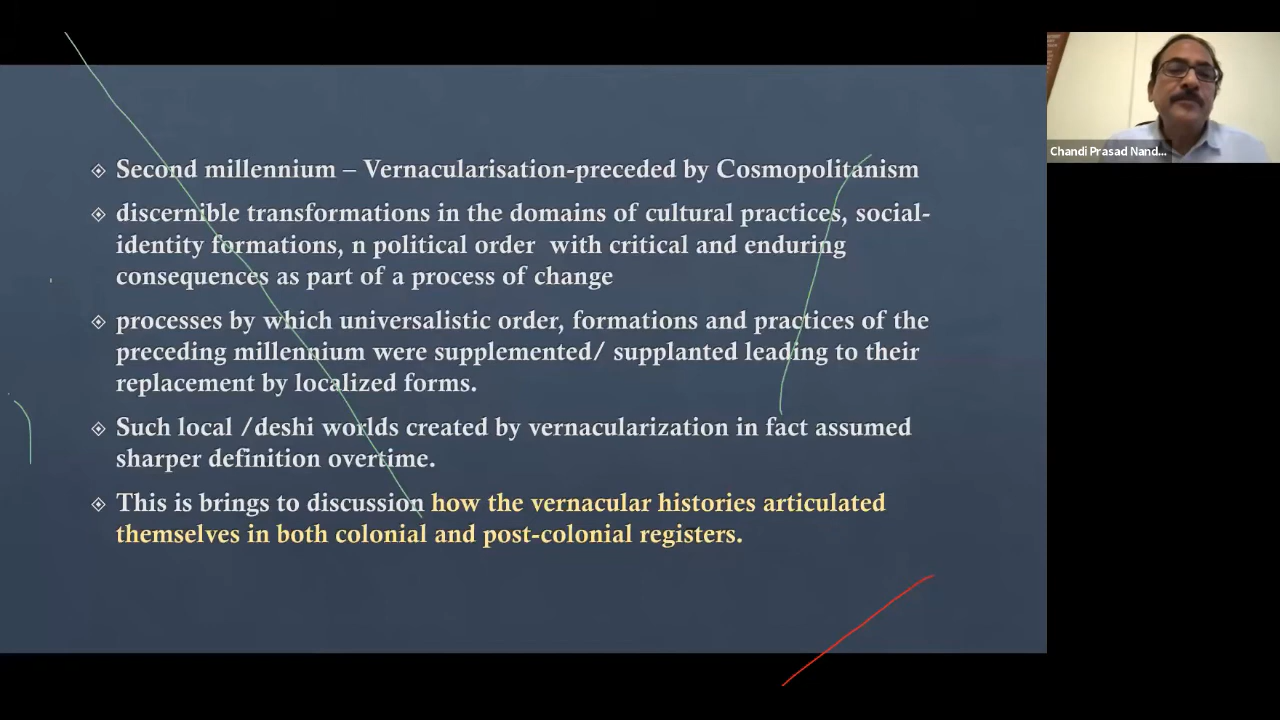 Second millennium – Vernacularisation-preceded by Cosmopolitanism
discernible transformations in the domains of cultural practices, social-
identity formations, n political order with critical and enduring
consequences as part of a process of change
processes by which universalistic order, formations and practices of the
preceding millennium were supplemented/ supplanted leading to their
replacement by localized forms.
Such local /deshi worlds created by vernacularization in fact assumed
sharper definition overtime.
This is brings to discussion how the vernacular histories articulated
themselves in both colonial and post-colonial registers.
Chandi Prasad Nand...